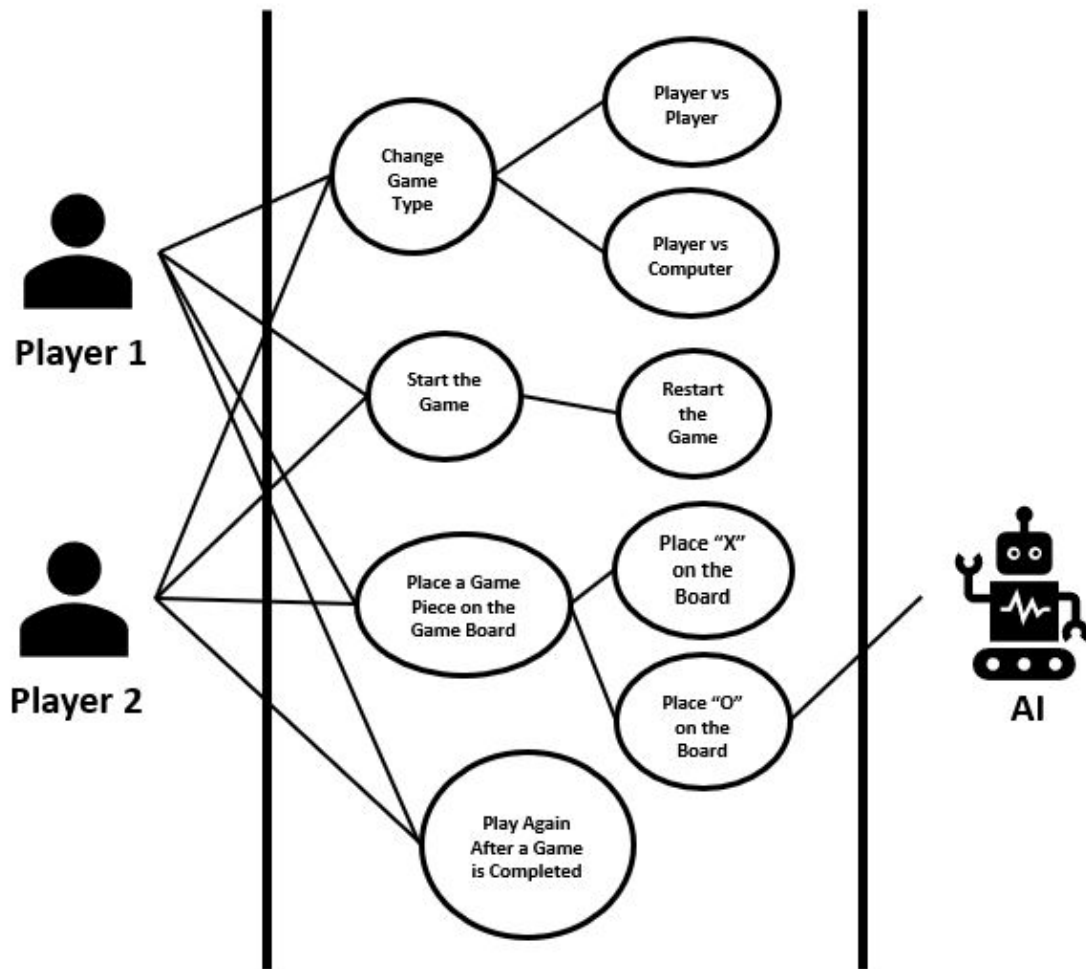 Player 1
Player 2
Change
Game
Type
Player vs
Player
Player vs
Computer
Start the
Game
Restart
the
Game
Place a Game
Piece on the
Game Board
Place “X”
on the
Board
Place “O”
on the
Board
Play Again
After a Game
is Completed
AI